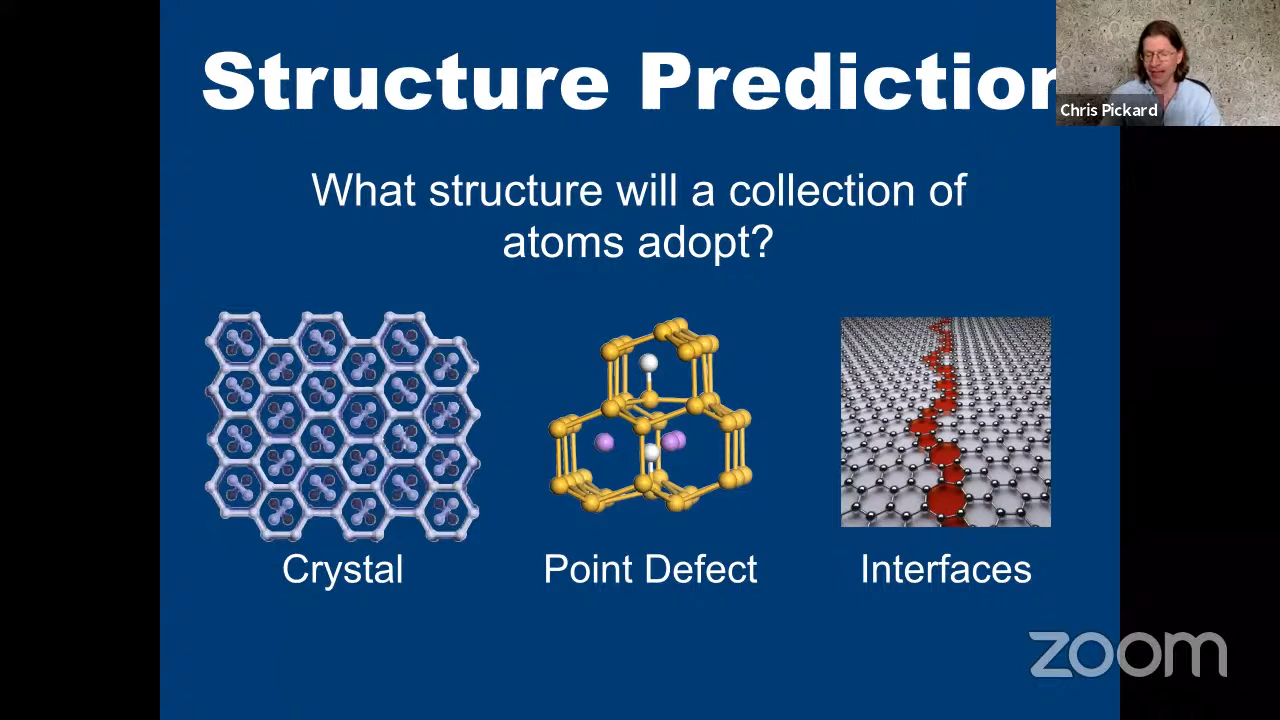 Structure Prediction
Chris Pickard
What structure will a collection of
atoms adopt?
Crystal
Point Defect
Interfaces
zoom